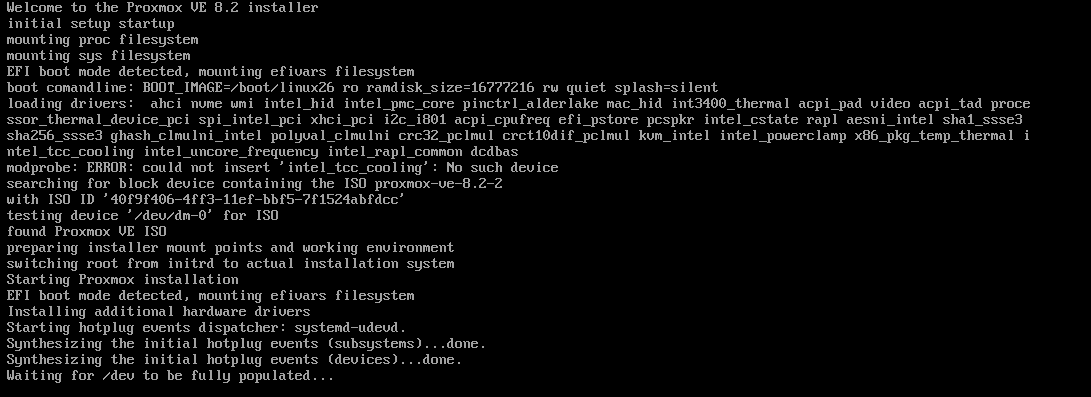 Welcome to the Proxmox VE 8.2 installer
initial setup startup
mounting proc filesystem
mounting sys filesystem
EFI boot mode detected, mounting efivars filesystem
boot comandline: BOOT_IMAGE=/boot/linux26 ro ramdisk_size=16777216 rw quiet splash=silent
loading drivers:  ahci nvme wmi intel_hid intel_pmc_core pinctrl_alderlake mac_hid int3400_thermal acpi_pad video acpi_tad proce
ssor_thermal_device_pci spi_intel_pci xhci_pci i2c_i801 acpi_cpufreq efi_pstore pcspkr intel_cstate rapl aesni_intel sha1_ssse3
sha256_ssse3 ghash_clmulni_intel polyval_clmulni crc32_pclmul crct10dif_pclmul kvm_intel intel_powerclamp x86_pkg_temp_thermal i
ntel_tcc_cooling intel_uncore_frequency intel_rapl_common dcdbas
modprobe: ERROR: could not insert 'intel_tcc_cooling': No such device
searching for block device containing the ISO proxmox-ve-8.2-2
with ISO ID '40f9f406-4ff3-11ef-bbf5-7f1524abfdcc'
testing device '/dev/dm-0' for ISO
found Proxmox VE ISO
preparing installer mount points and working environment
switching root from initrd to actual installation system
Starting Proxmox installation
EFI boot mode detected, mounting efivars filesystem
Installing additional hardware drivers
Starting hotplug events dispatcher: systemd-udevd.
Synthesizing the initial hotplug events (subsystems)...done.
Synthesizing the initial hotplug events (devices)...done.
Waiting for /dev to be fully populated...